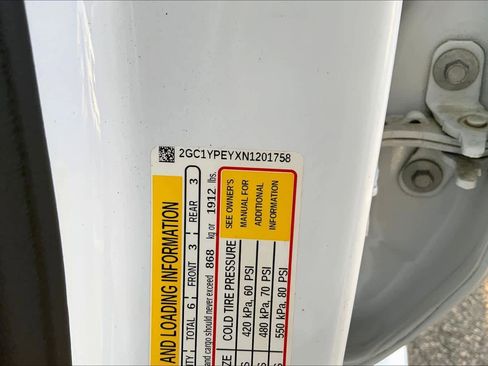 2GC1YPEYXN1201758
AND LOADING INFORMATION
ITY TOTAL 6 FRONT 3 REAR 3
and cargo should never exceed 868 kg or 1912 lbs.
ZE COLD TIRE PRESSURE
420 kPa, 60 PSI
480 kPa, 70 PSI
550 kPa, 80 PSI
SEE OWNER'S
MANUAL FOR
ADDITIONAL
INFORMATION